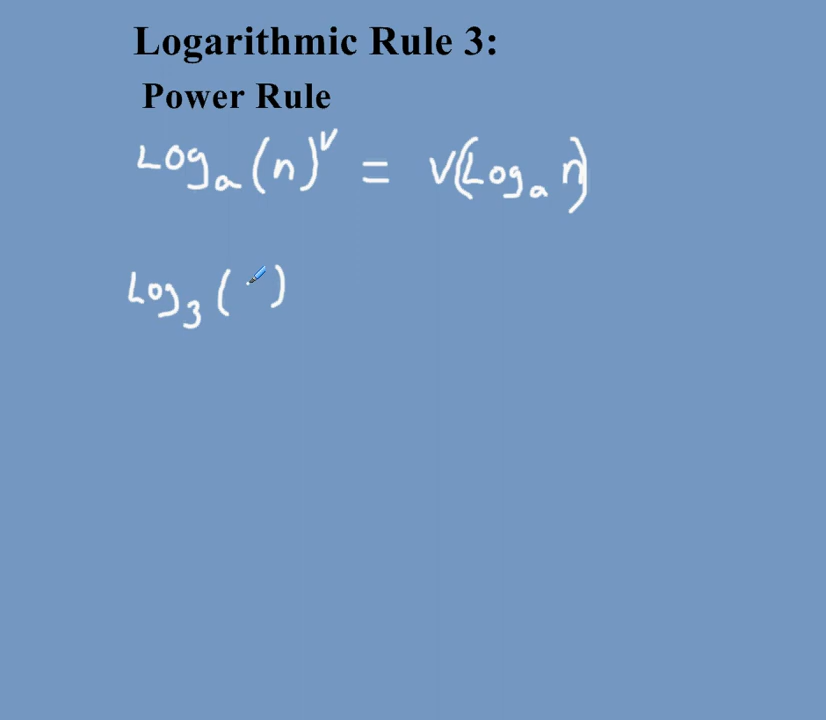 Logarithmic Rule 3:
Power Rule
Log_a (n)^v = v(Log_a n)
Log_3 ( )